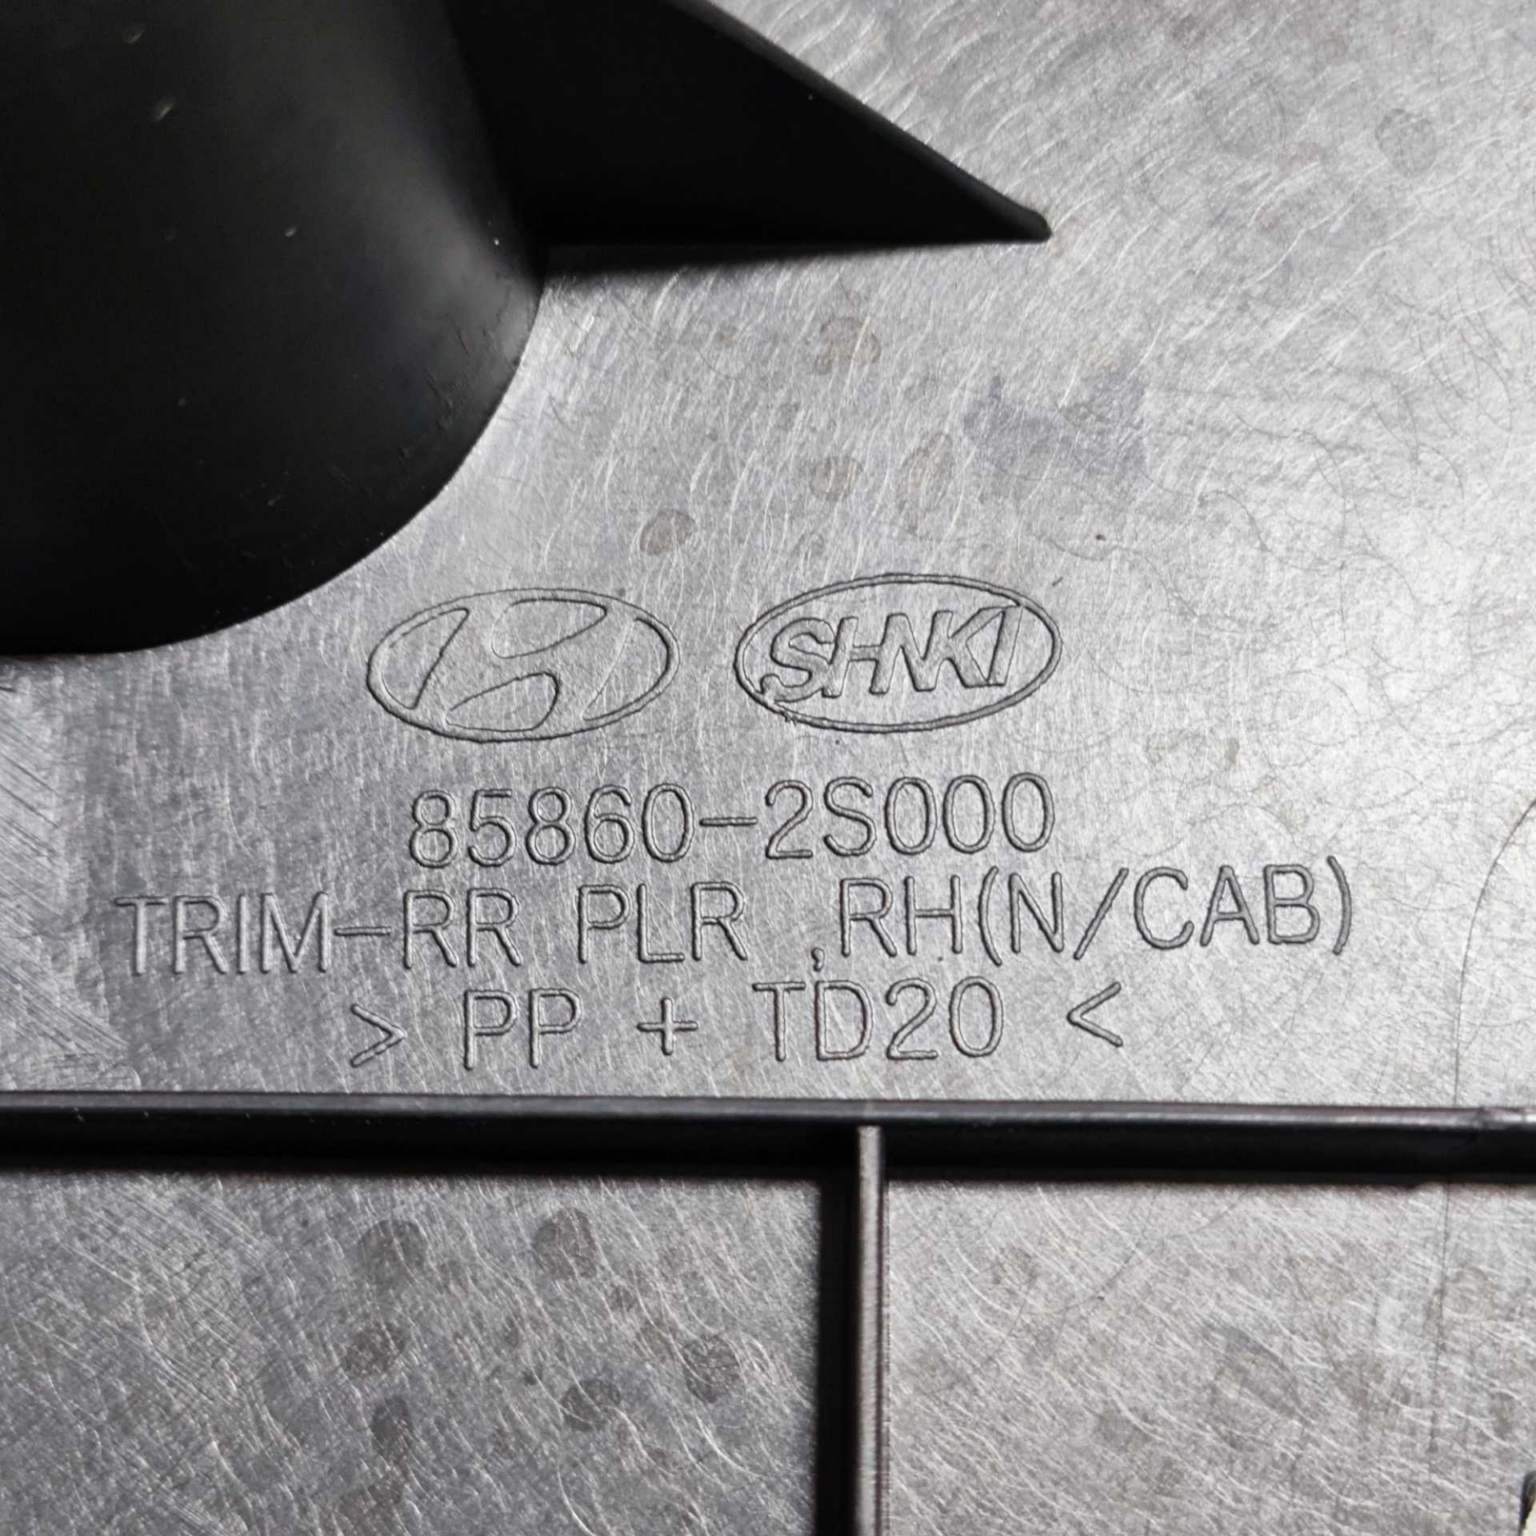 SHNKI
85860-2S000
TRIM-RR PLR ,RH(N/CAB)
> PP + TD20 <